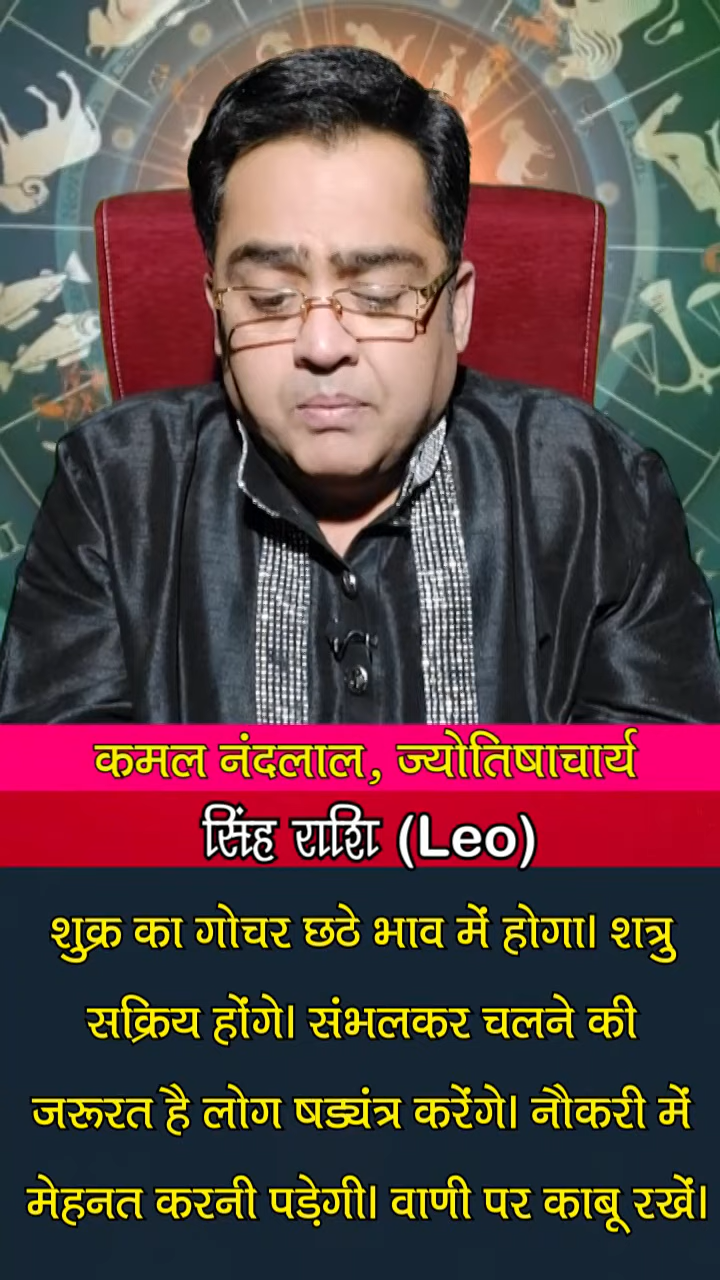 कमल नंदलाल, ज्योतिषाचार्य
सिंह राशि (Leo)
शुक्र का गोचर छठे भाव में होगा। शत्रु
सक्रिय होंगे। संभलकर चलने की
जरूरत है लोग षड्यंत्र करेंगे। नौकरी में
मेहनत करनी पड़ेगी। वाणी पर काबू रखें।